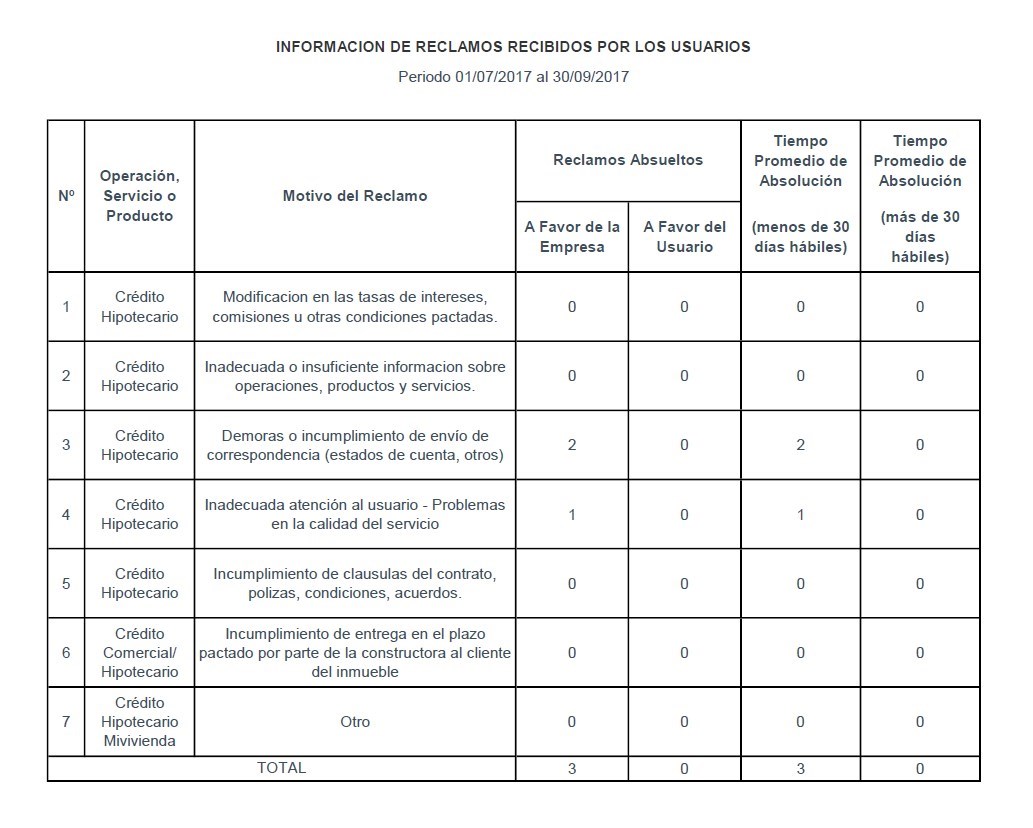 INFORMACION DE RECLAMOS RECIBIDOS POR LOS USUARIOS
Periodo 01/07/2017 al 30/09/2017
Nº
Operación,
Servicio o
Producto
Motivo del Reclamo
Reclamos Absueltos
A Favor de la
Empresa
A Favor del
Usuario
Tiempo
Promedio de
Absolución
(menos de 30
días hábiles)
Tiempo
Promedio de
Absolución
(más de 30
días
hábiles)
1
Crédito
Hipotecario
Modificacion en las tasas de intereses,
comisiones u otras condiciones pactadas.
0
0
0
0
2
Crédito
Hipotecario
Inadecuada o insuficiente informacion sobre
operaciones, productos y servicios.
0
0
0
0
3
Crédito
Hipotecario
Demoras o incumplimiento de envío de
correspondencia (estados de cuenta, otros)
2
0
2
0
4
Crédito
Hipotecario
Inadecuada atención al usuario - Problemas
en la calidad del servicio
1
0
1
0
5
Crédito
Hipotecario
Incumplimiento de clausulas del contrato,
polizas, condiciones, acuerdos.
0
0
0
0
6
Crédito
Comercial/
Hipotecario
Incumplimiento de entrega en el plazo
pactado por parte de la constructora al cliente
del inmueble
0
0
0
0
7
Crédito
Hipotecario
Mivivienda
Otro
0
0
0
0
TOTAL
3
0
3
0